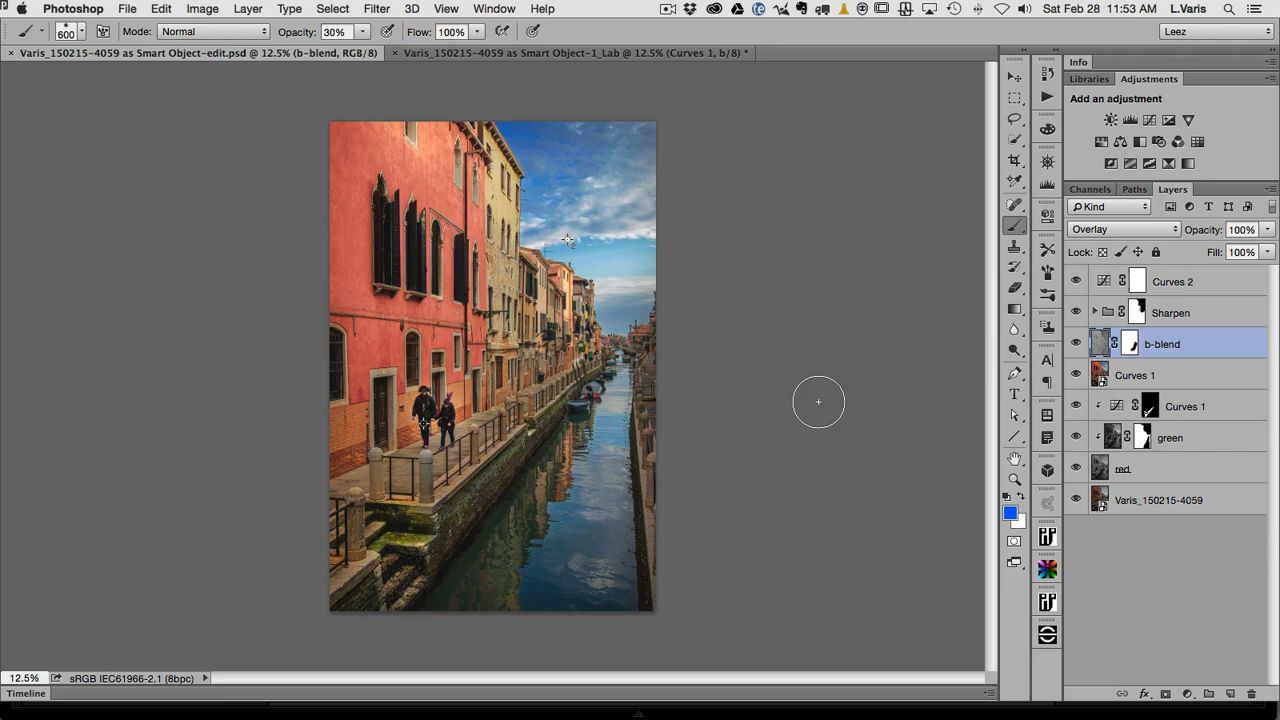 Photoshop File Edit Image Layer Type Select Filter 3D View Window Help Sat Feb 28 11:53 AM L.Varis
600 Mode: Normal Opacity: 30% Flow: 100% Leez
× Varis_150215-4059 as Smart Object-edit.psd @ 12.5% (b-blend, RGB/8) × Varis_150215-4059 as Smart Object-1_Lab @ 12.5% (Curves 1, b/8) *
Info
Libraries Adjustments
Add an adjustment
Channels Paths Layers
Kind
Overlay Opacity: 100%
Lock: Fill: 100%
Curves 2
Sharpen
b-blend
Curves 1
Curves 1
green
red
Varis_150215-4059
12.5% sRGB IEC61966-2.1 (8bpc)
Timeline